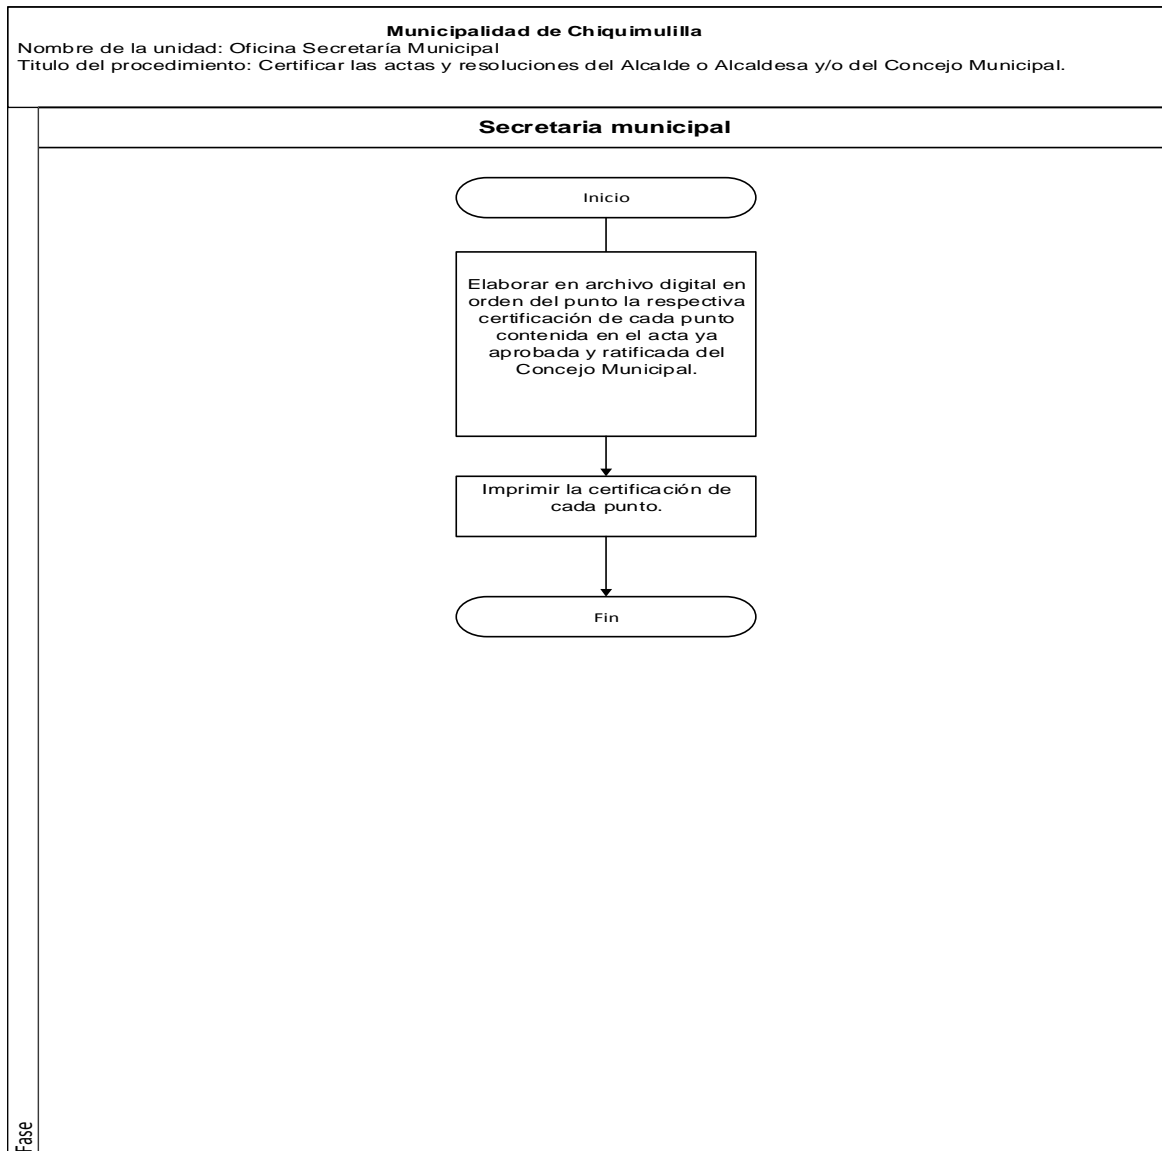 Municipalidad de Chiquimulilla
Nombre de la unidad: Oficina Secretaría Municipal
Titulo del procedimiento: Certificar las actas y resoluciones del Alcalde o Alcaldesa y/o del Concejo Municipal.
Secretaria municipal
Inicio
Elaborar en archivo digital en
orden del punto la respectiva
certificación de cada punto
contenida en el acta ya
aprobada y ratificada del
Concejo Municipal.
Imprimir la certificación de
cada punto.
Fin
Fase